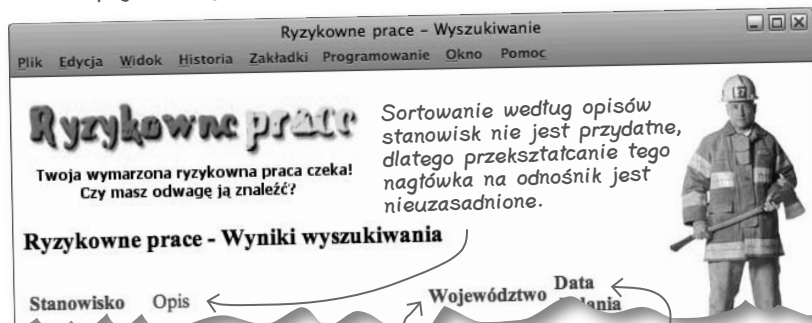 Ryzykowne prace – Wyszukiwanie
Plik Edycja Widok Historia Zakładki Programowanie Okno Pomoc
Ryzykowne prace
Twoja wymarzona ryzykowna praca czeka!
Czy masz odwagę ją znaleźć?
Sortowanie według opisów
stanowisk nie jest przydatne,
dlatego przekształcanie tego
nagłówka na odnośnik jest
nieuzasadnione.
137
Ryzykowne prace - Wyniki wyszukiwania
Stanowisko Opis Województwo Data